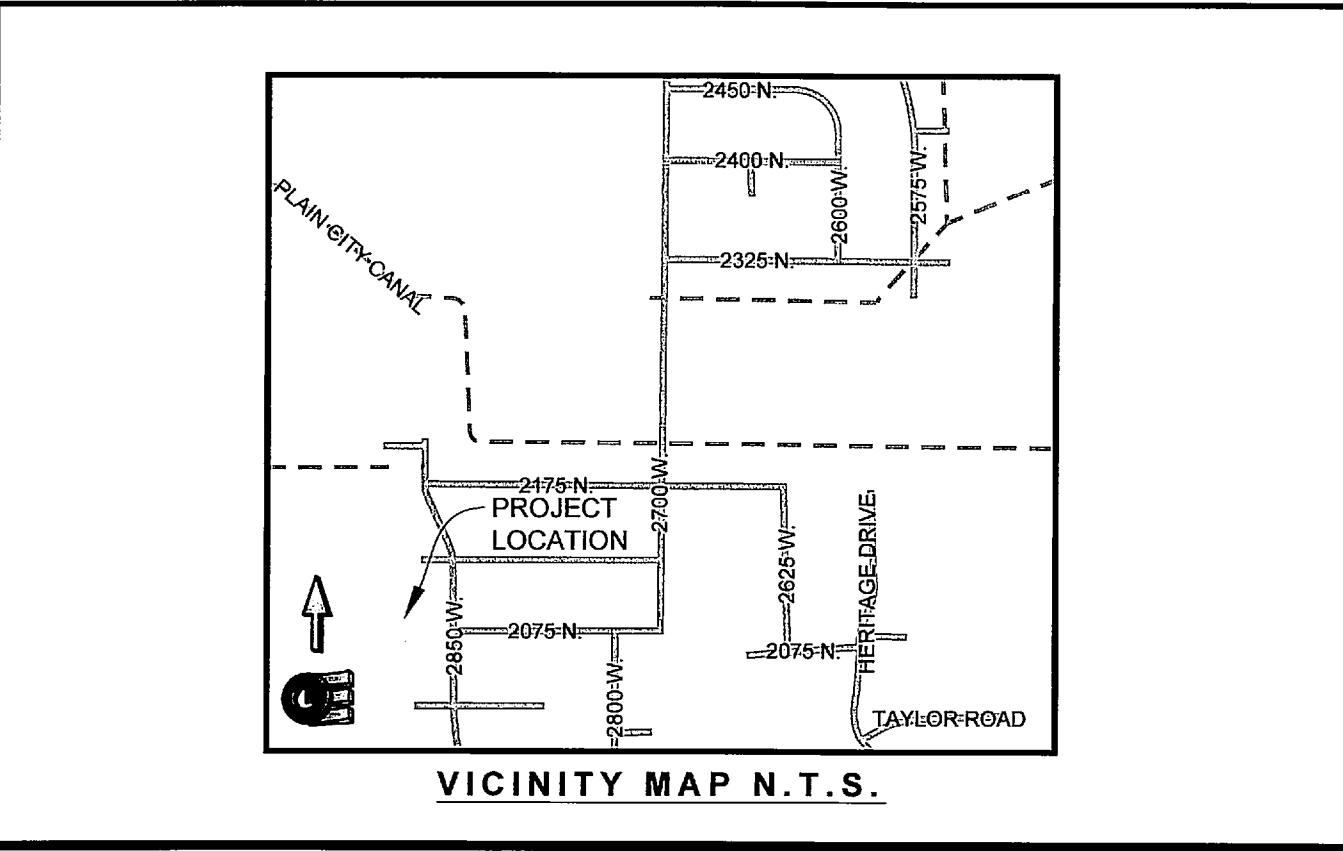 2450 N.
2400 N.
2600 W.
2575 W.
PLAIN CITY CANAL
2325 N.
2175 N.
2700 W.
PROJECT
LOCATION
2625 W.
HERITAGE DRIVE
2850 W.
2075 N.
2075 N.
2800 W.
TAYLOR ROAD
VICINITY MAP N.T.S.